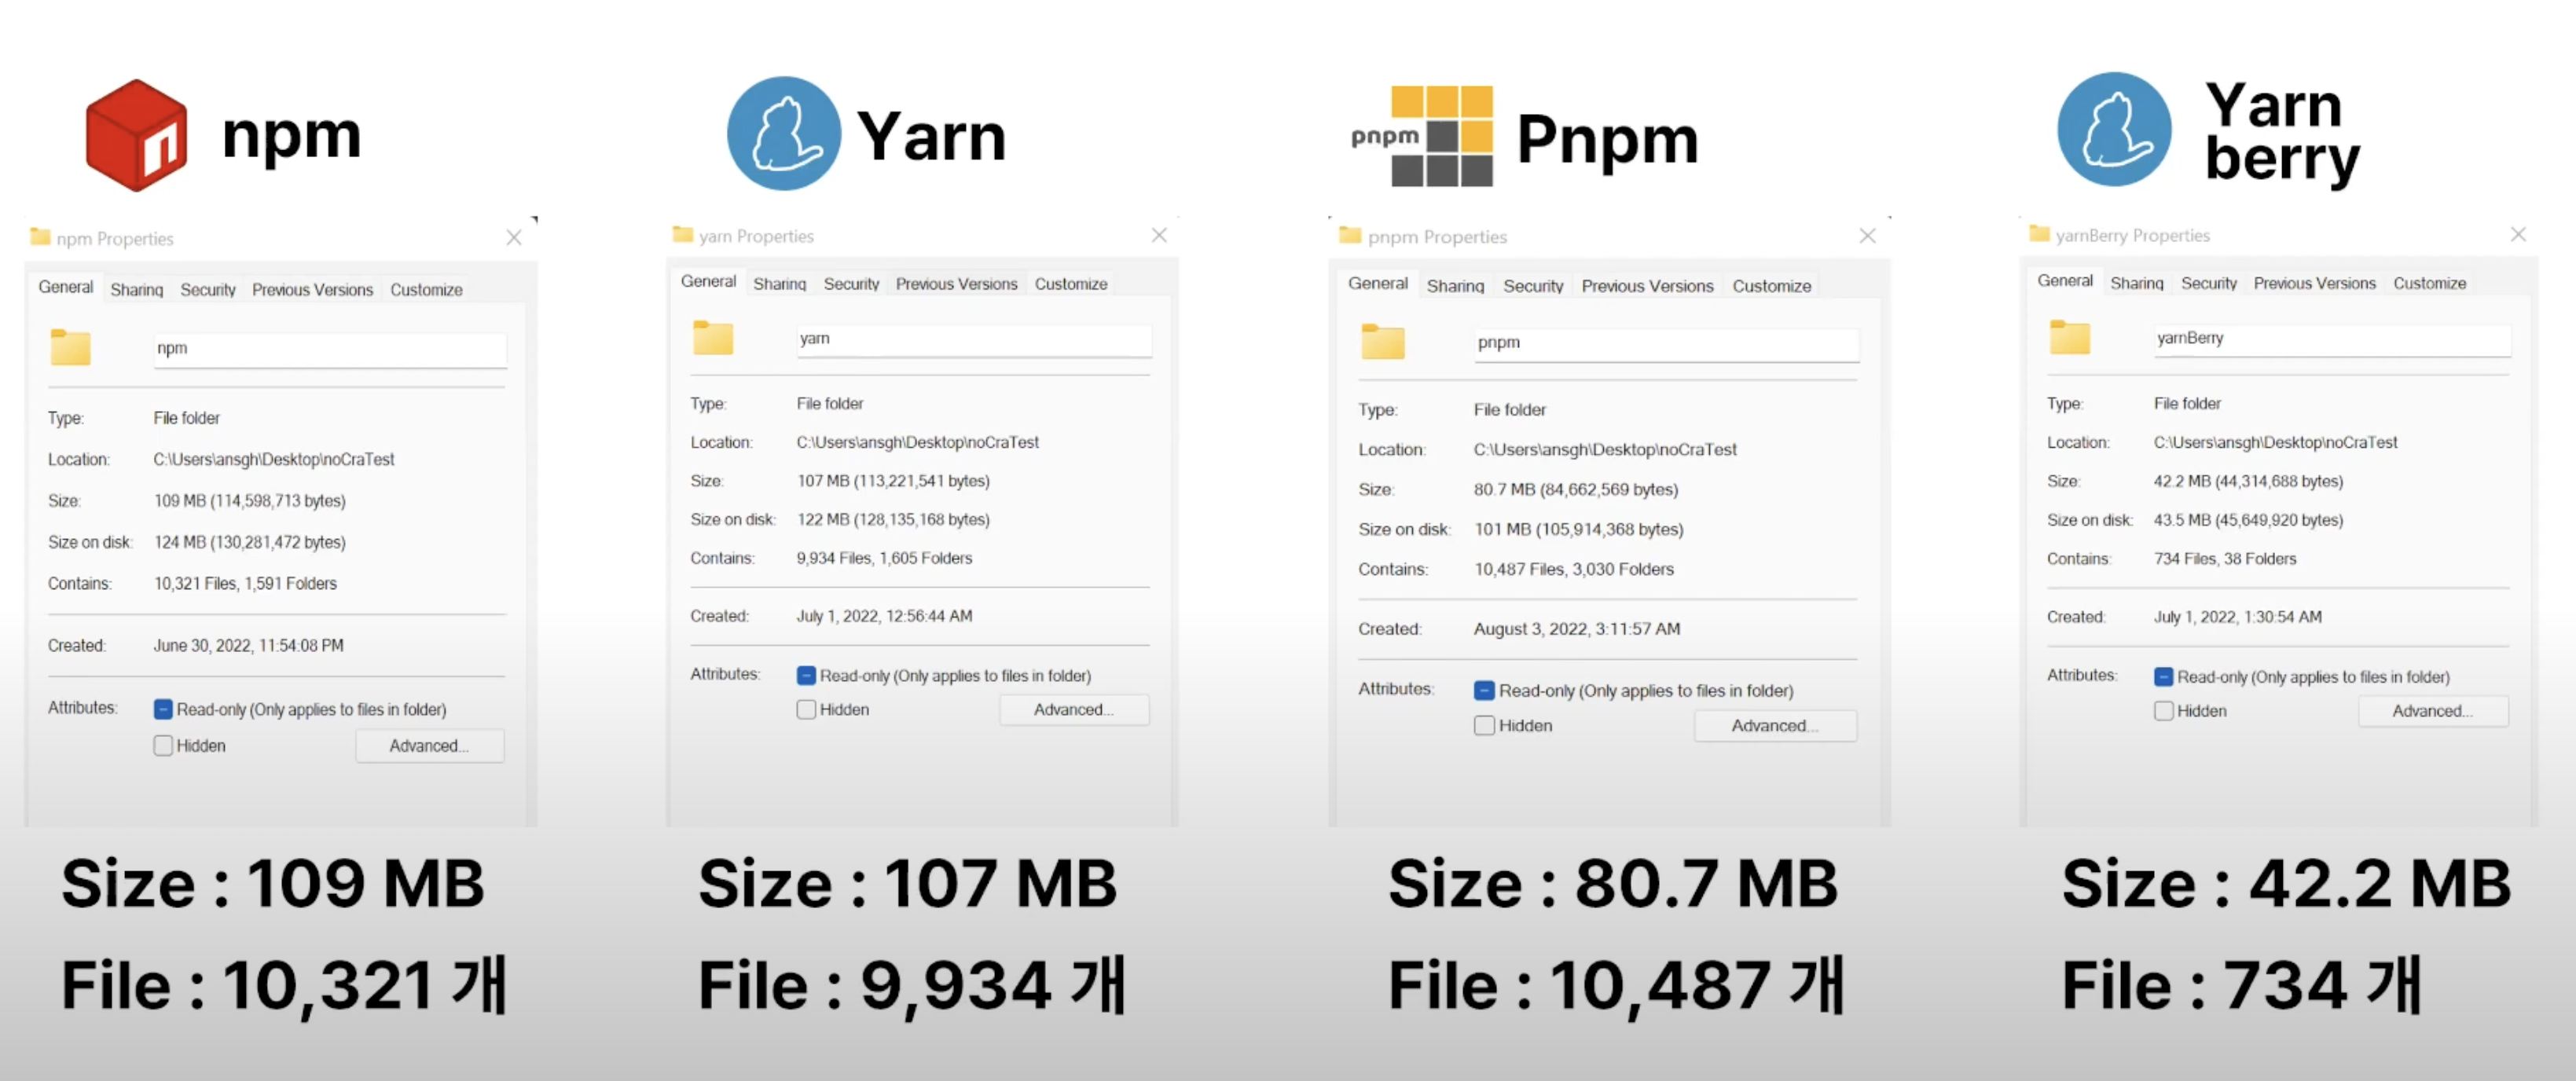 npm
npm Properties
General Sharing Security Previous Versions Customize
npm
Type: File folder
Location: C:\Users\ansgh\Desktop\noCraTest
Size: 109 MB (114,598,713 bytes)
Size on disk: 124 MB (130,281,472 bytes)
Contains: 10,321 Files, 1,591 Folders
Created: June 30, 2022, 11:54:08 PM
Attributes: Read-only (Only applies to files in folder)
Hidden Advanced...
Size : 109 MB
File : 10,321 개
Yarn
yarn Properties
General Sharing Security Previous Versions Customize
yarn
Type: File folder
Location: C:\Users\ansgh\Desktop\noCraTest
Size: 107 MB (113,221,541 bytes)
Size on disk: 122 MB (128,135,168 bytes)
Contains: 9,934 Files, 1,605 Folders
Created: July 1, 2022, 12:56:44 AM
Attributes: Read-only (Only applies to files in folder)
Hidden Advanced...
Size : 107 MB
File : 9,934 개
pnpm
Pnpm
pnpm Properties
General Sharing Security Previous Versions Customize
pnpm
Type: File folder
Location: C:\Users\ansgh\Desktop\noCraTest
Size: 80.7 MB (84,662,569 bytes)
Size on disk: 101 MB (105,914,368 bytes)
Contains: 10,487 Files, 3,030 Folders
Created: August 3, 2022, 3:11:57 AM
Attributes: Read-only (Only applies to files in folder)
Hidden Advanced...
Size : 80.7 MB
File : 10,487 개
Yarn
berry
yarnBerry Properties
General Sharing Security Previous Versions Customize
yarnBerry
Type: File folder
Location: C:\Users\ansgh\Desktop\noCraTest
Size: 42.2 MB (44,314,688 bytes)
Size on disk: 43.5 MB (45,649,920 bytes)
Contains: 734 Files, 38 Folders
Created: July 1, 2022, 1:30:54 AM
Attributes: Read-only (Only applies to files in folder)
Hidden Advanced...
Size : 42.2 MB
File : 734 개